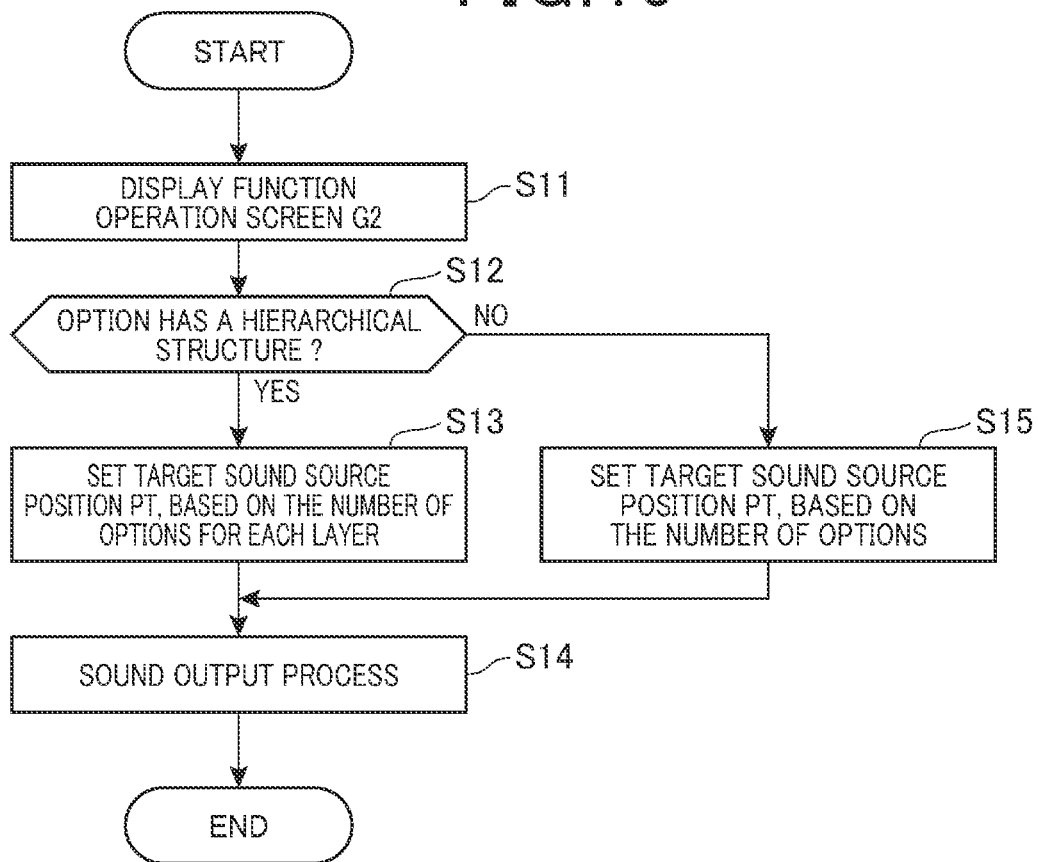 START
DISPLAY FUNCTION
OPERATION SCREEN G2
S11
S12
OPTION HAS A HIERARCHICAL
STRUCTURE ?
NO
YES
S13
SET TARGET SOUND SOURCE
POSITION PT, BASED ON THE NUMBER OF
OPTIONS FOR EACH LAYER
S15
SET TARGET SOUND SOURCE
POSITION PT, BASED ON
THE NUMBER OF OPTIONS
SOUND OUTPUT PROCESS
S14
END